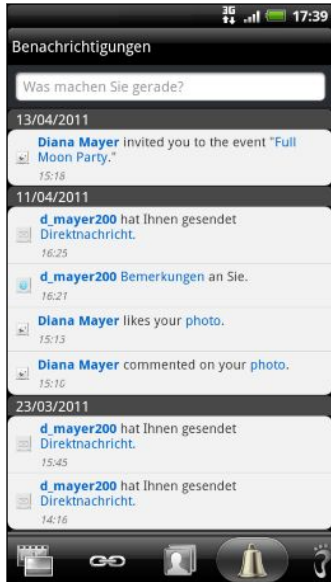 3G 17:39
Benachrichtigungen
Was machen Sie gerade?
13/04/2011
Diana Mayer invited you to the event "Full
Moon Party."
15:18
11/04/2011
d_mayer200 hat Ihnen gesendet
Direktnachricht.
16:25
d_mayer200 Bemerkungen an Sie.
16:21
Diana Mayer likes your photo.
15:13
Diana Mayer commented on your photo.
15:10
23/03/2011
d_mayer200 hat Ihnen gesendet
Direktnachricht.
15:45
d_mayer200 hat Ihnen gesendet
Direktnachricht.
14:16